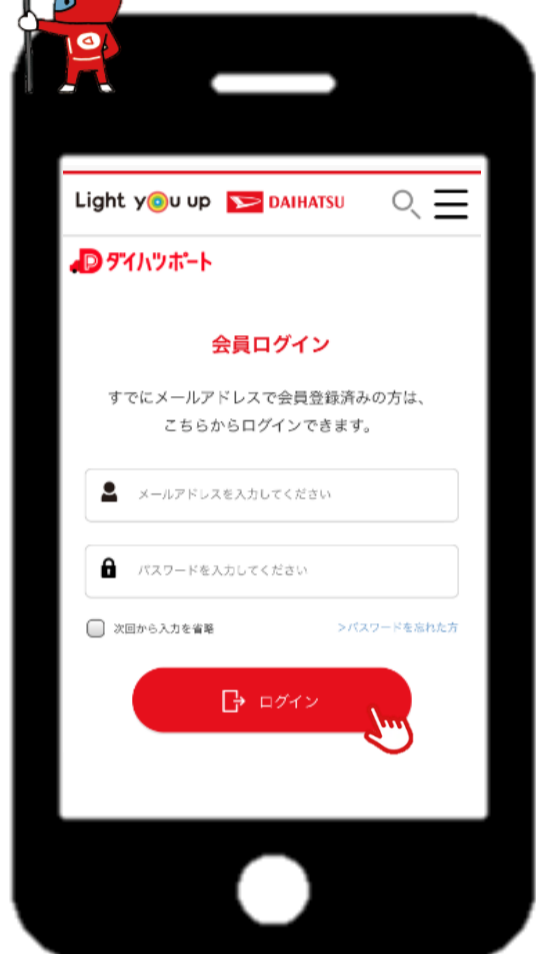 Light you up DAIHATSU
ダイハツポート
会員ログイン
すでにメールアドレスで会員登録済みの方は、
こちらからログインできます。
メールアドレスを入力してください
パスワードを入力してください
次回から入力を省略 >パスワードを忘れた方
ログイン